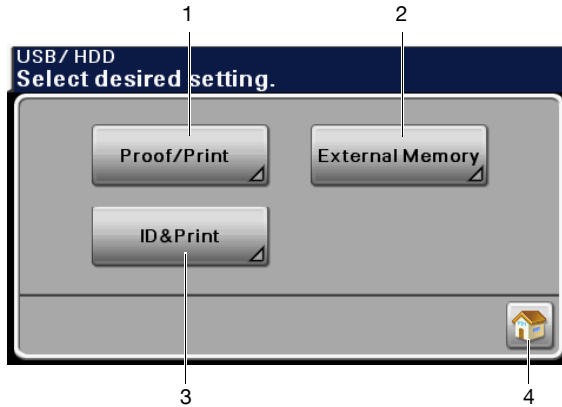 1 2
USB/ HDD
Select desired setting.
Proof/Print External Memory
ID&Print
3 4